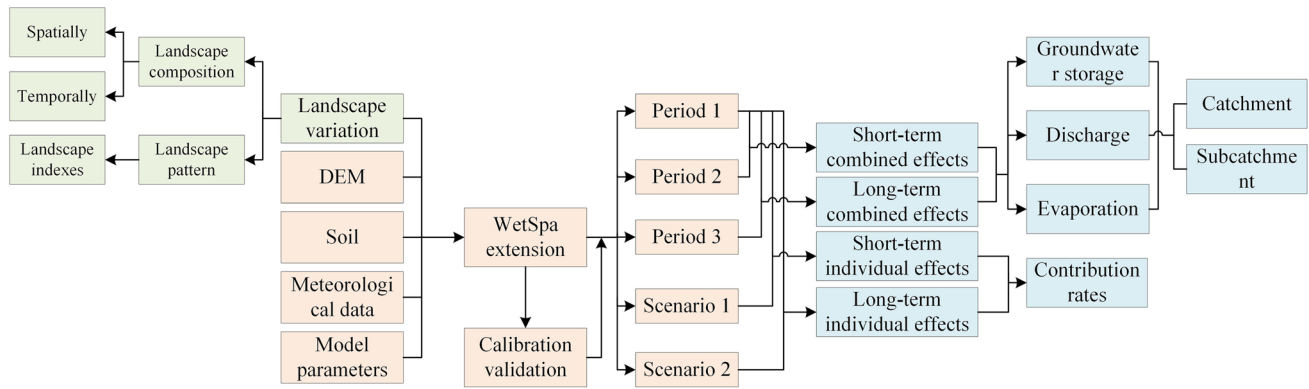 Spatially
Temporally
Landscape
indexes
Landscape
composition
Landscape
pattern
Landscape
variation
DEM
Soil
Meteorologi
cal data
Model
parameters
WetSpa
extension
Calibration
validation
Period 1
Period 2
Period 3
Scenario 1
Scenario 2
Short-term
combined effects
Long-term
combined effects
Short-term
individual effects
Long-term
individual effects
Groundwate
r storage
Discharge
Evaporation
Contribution
rates
Catchment
Subcatchme
nt